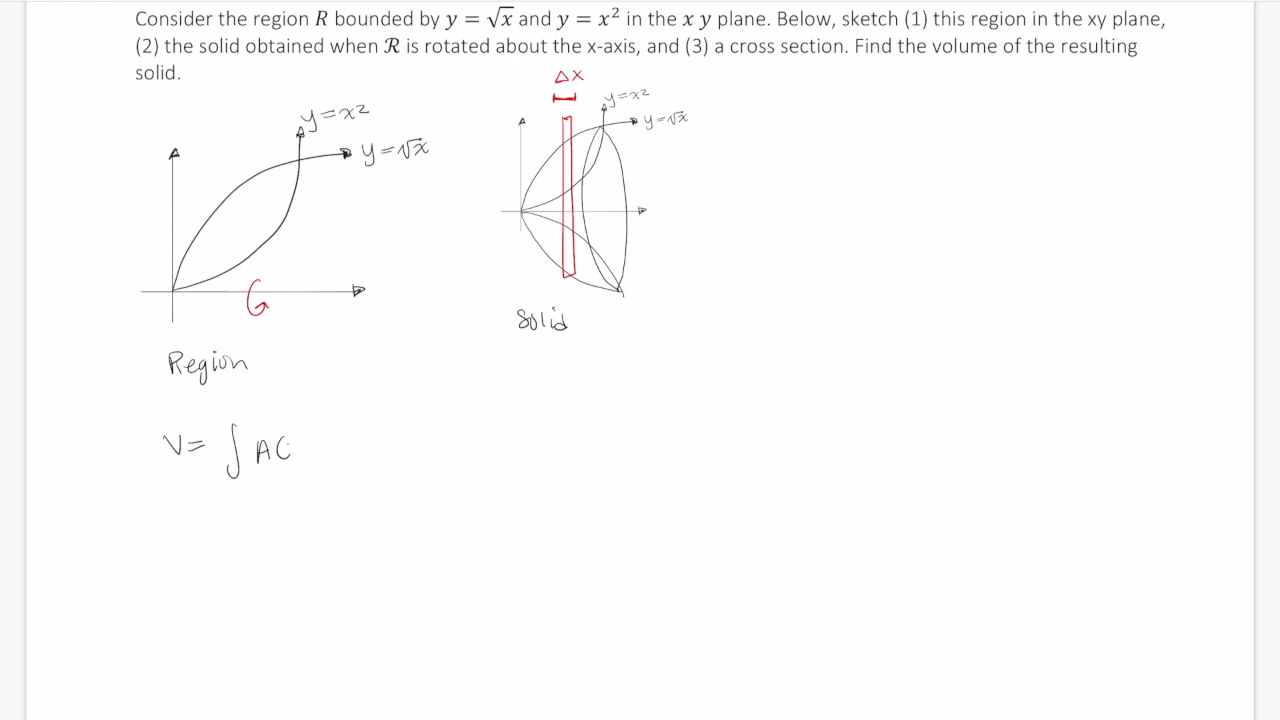 Consider the region R bounded by y = √x and y = x² in the x y plane. Below, sketch (1) this region in the xy plane,
(2) the solid obtained when ℛ is rotated about the x-axis, and (3) a cross section. Find the volume of the resulting
solid.
Δx
y=x²
y=√x
y=x²
y=√x
Solid
Region
V= ∫ A(